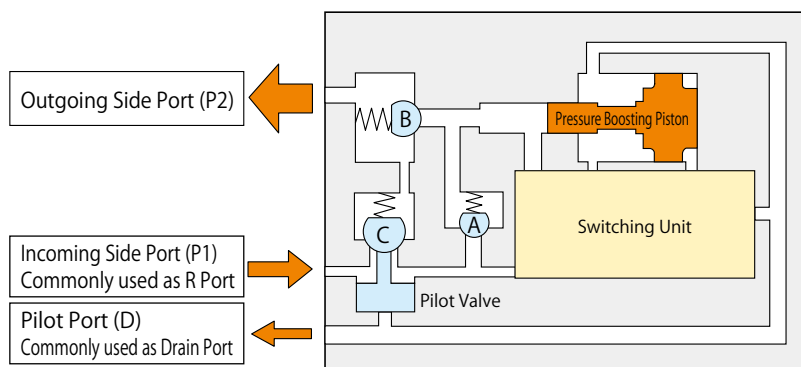 Outgoing Side Port (P2)
B
Pressure Boosting Piston
A
Switching Unit
C
Incoming Side Port (P1)
Commonly used as R Port
Pilot Valve
Pilot Port (D)
Commonly used as Drain Port